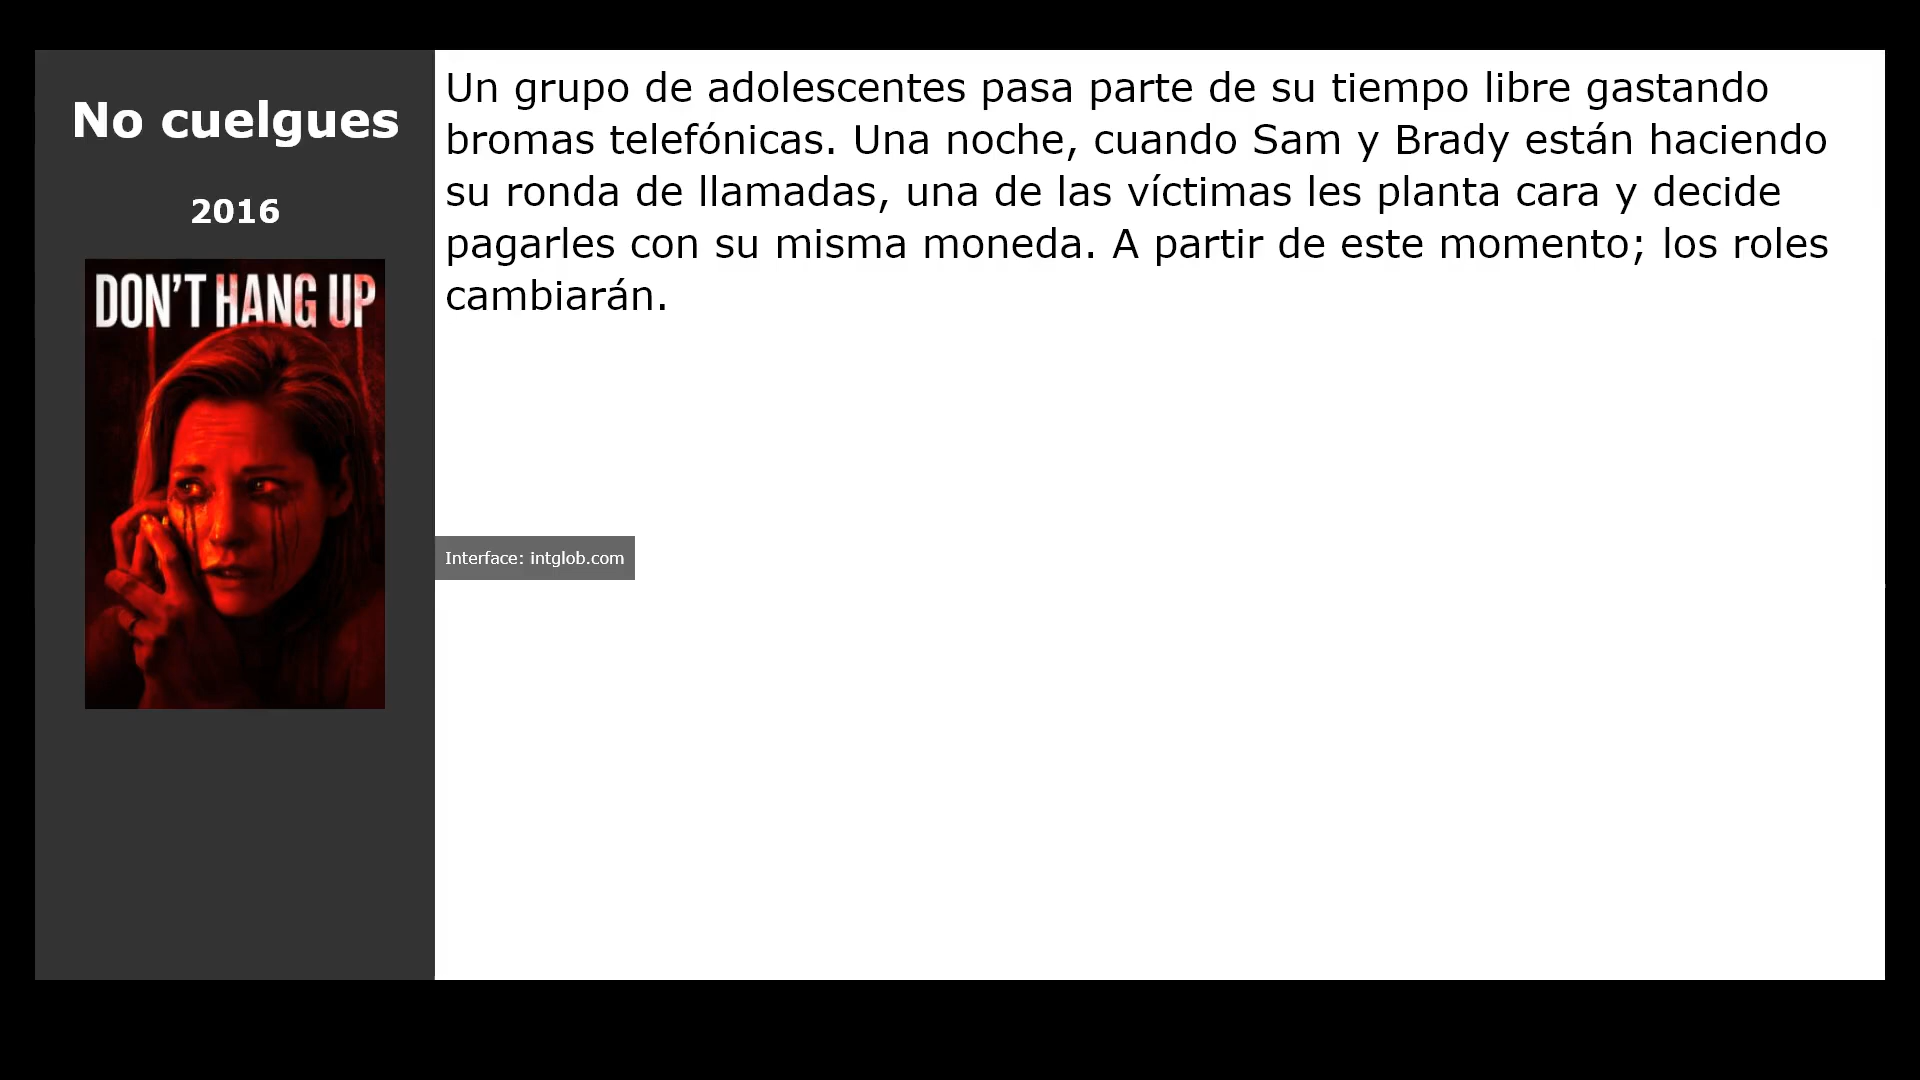 No cuelgues
2016
DON'T HANG UP
Un grupo de adolescentes pasa parte de su tiempo libre gastando
bromas telefónicas. Una noche, cuando Sam y Brady están haciendo
su ronda de llamadas, una de las víctimas les planta cara y decide
pagarles con su misma moneda. A partir de este momento; los roles
cambiarán.
Interface: intglob.com